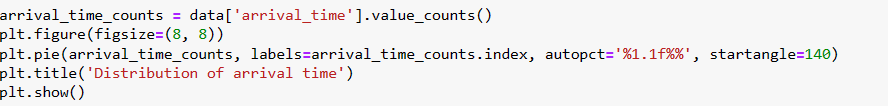 arrival_time_counts = data['arrival_time'].value_counts()
plt.figure(figsize=(8, 8))
plt.pie(arrival_time_counts, labels=arrival_time_counts.index, autopct='%1.1f%%', startangle=140)
plt.title('Distribution of arrival time')
plt.show()